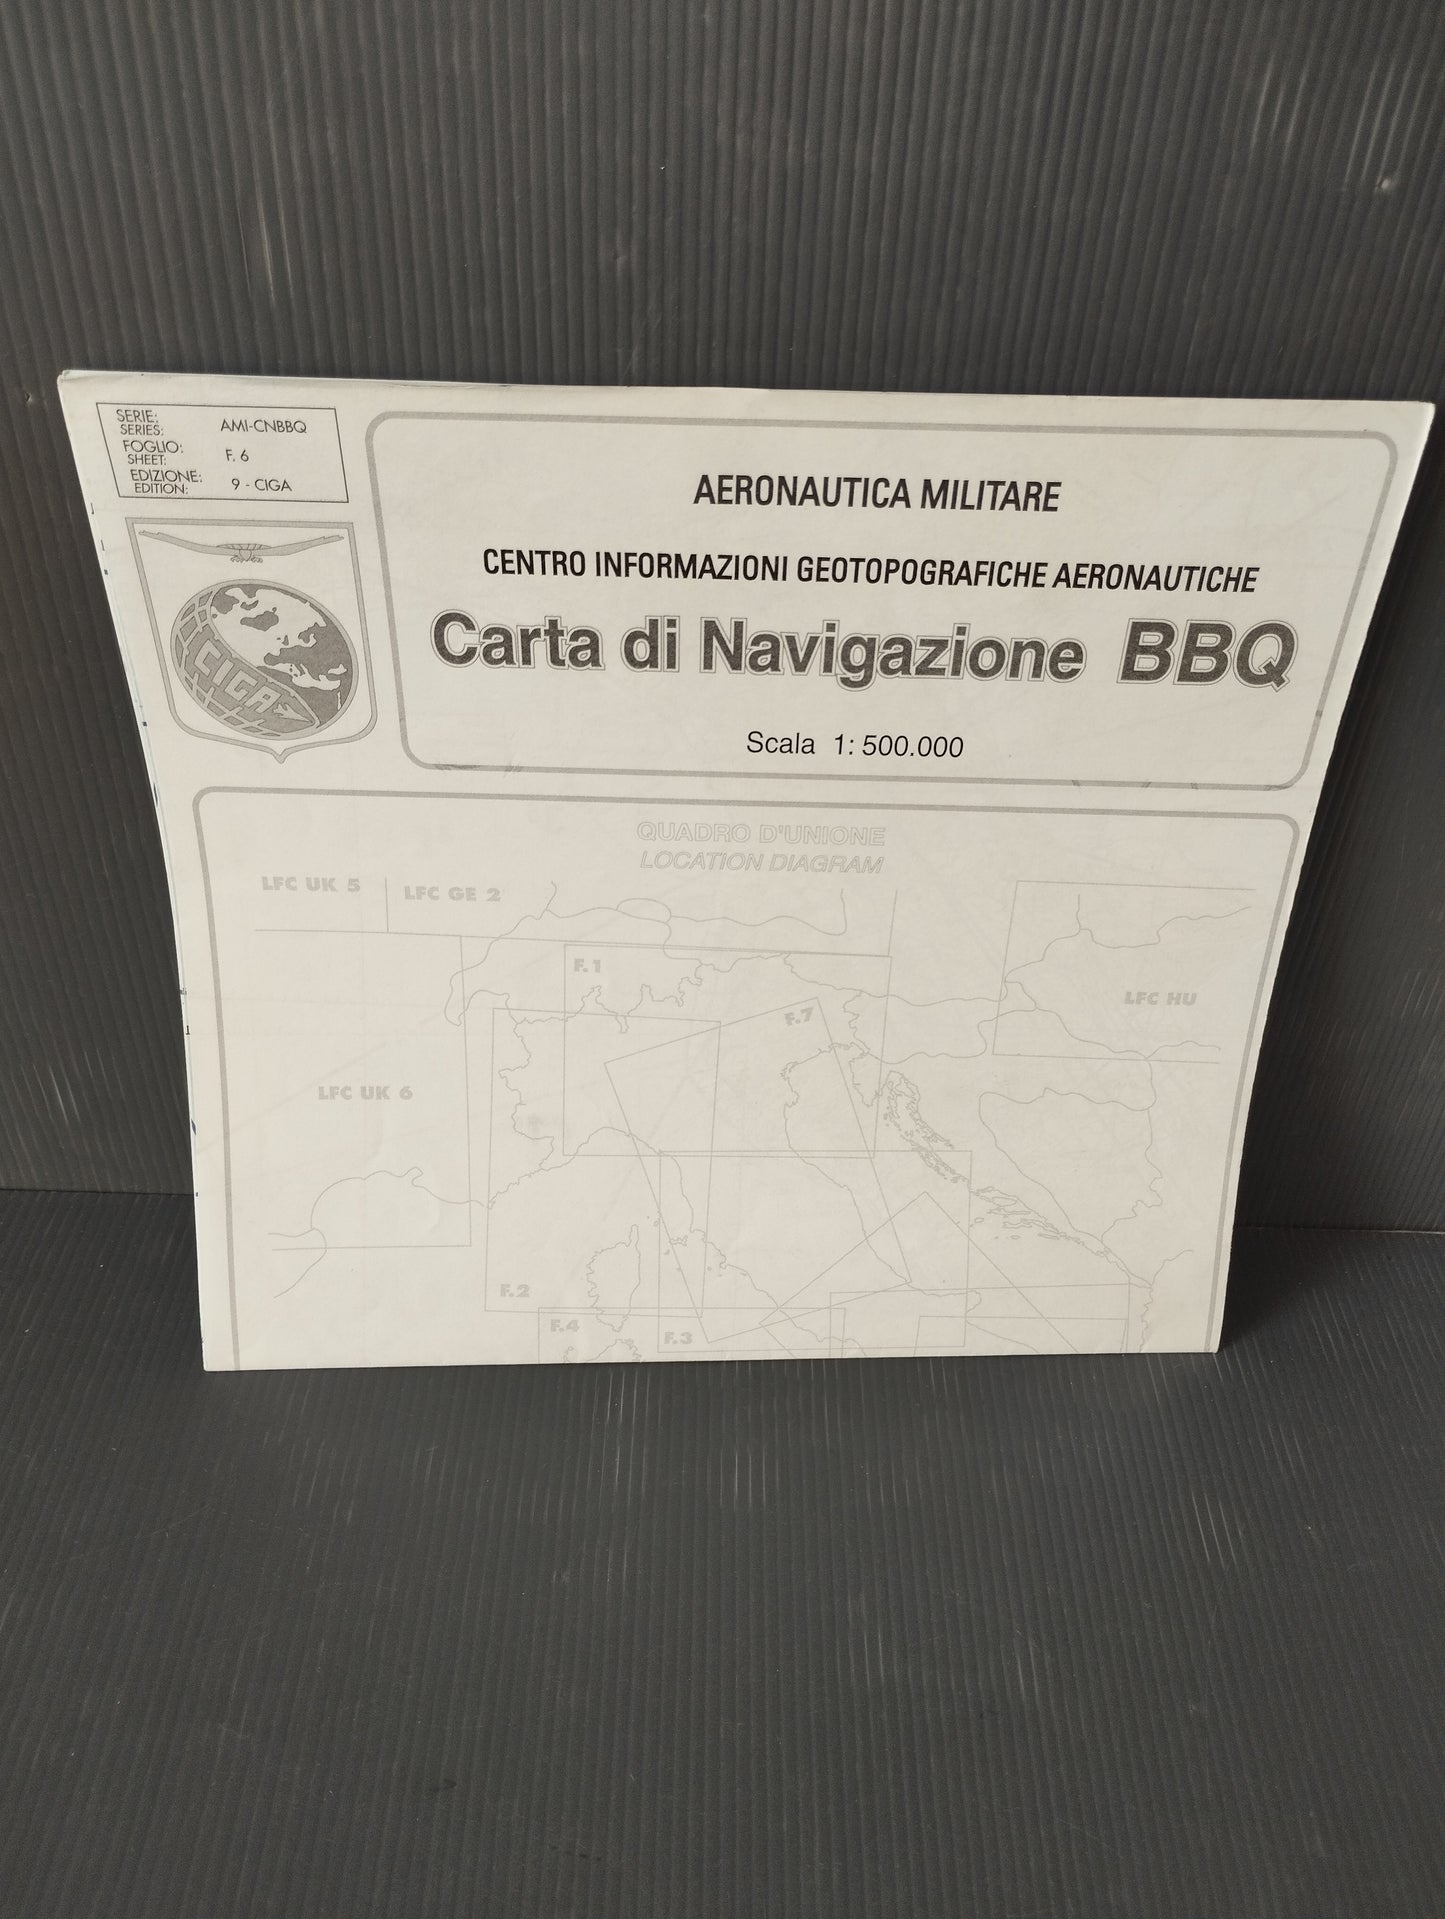 SERIE:
SERIES: AMI-CNBBQ
FOGLIO:
SHEET: F. 6
EDIZIONE:
EDITION: 9 - CIGA
CIGA
AERONAUTICA MILITARE
CENTRO INFORMAZIONI GEOTOPOGRAFICHE AERONAUTICHE
Carta di Navigazione BBQ
Scala 1: 500.000
QUADRO D'UNIONE
LOCATION DIAGRAM
LFC UK 5
LFC GE 2
F. 1
F. 7
LFC HU
LFC UK 6
F. 2
F. 4
F. 3